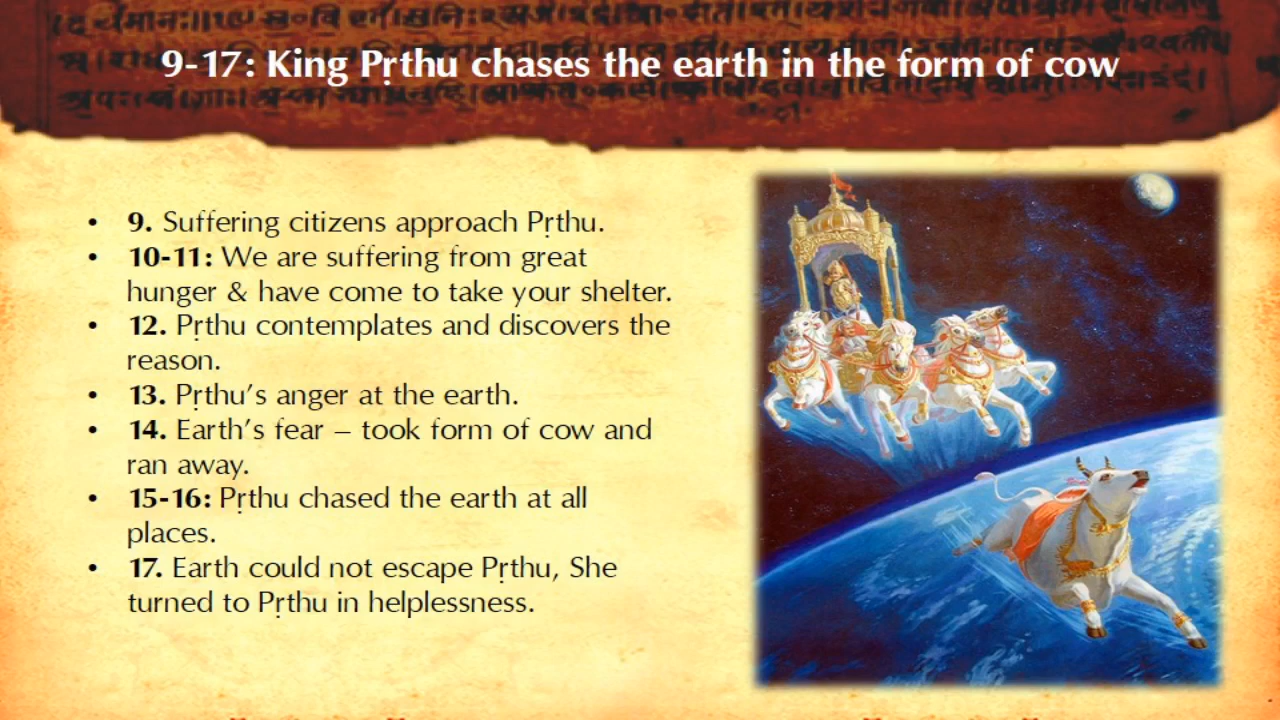 9-17: King Pṛthu chases the earth in the form of cow
• 9. Suffering citizens approach Pṛthu.
• 10-11: We are suffering from great
hunger & have come to take your shelter.
• 12. Pṛthu contemplates and discovers the
reason.
• 13. Pṛthu’s anger at the earth.
• 14. Earth’s fear – took form of cow and
ran away.
• 15-16: Pṛthu chased the earth at all
places.
• 17. Earth could not escape Pṛthu, She
turned to Pṛthu in helplessness.